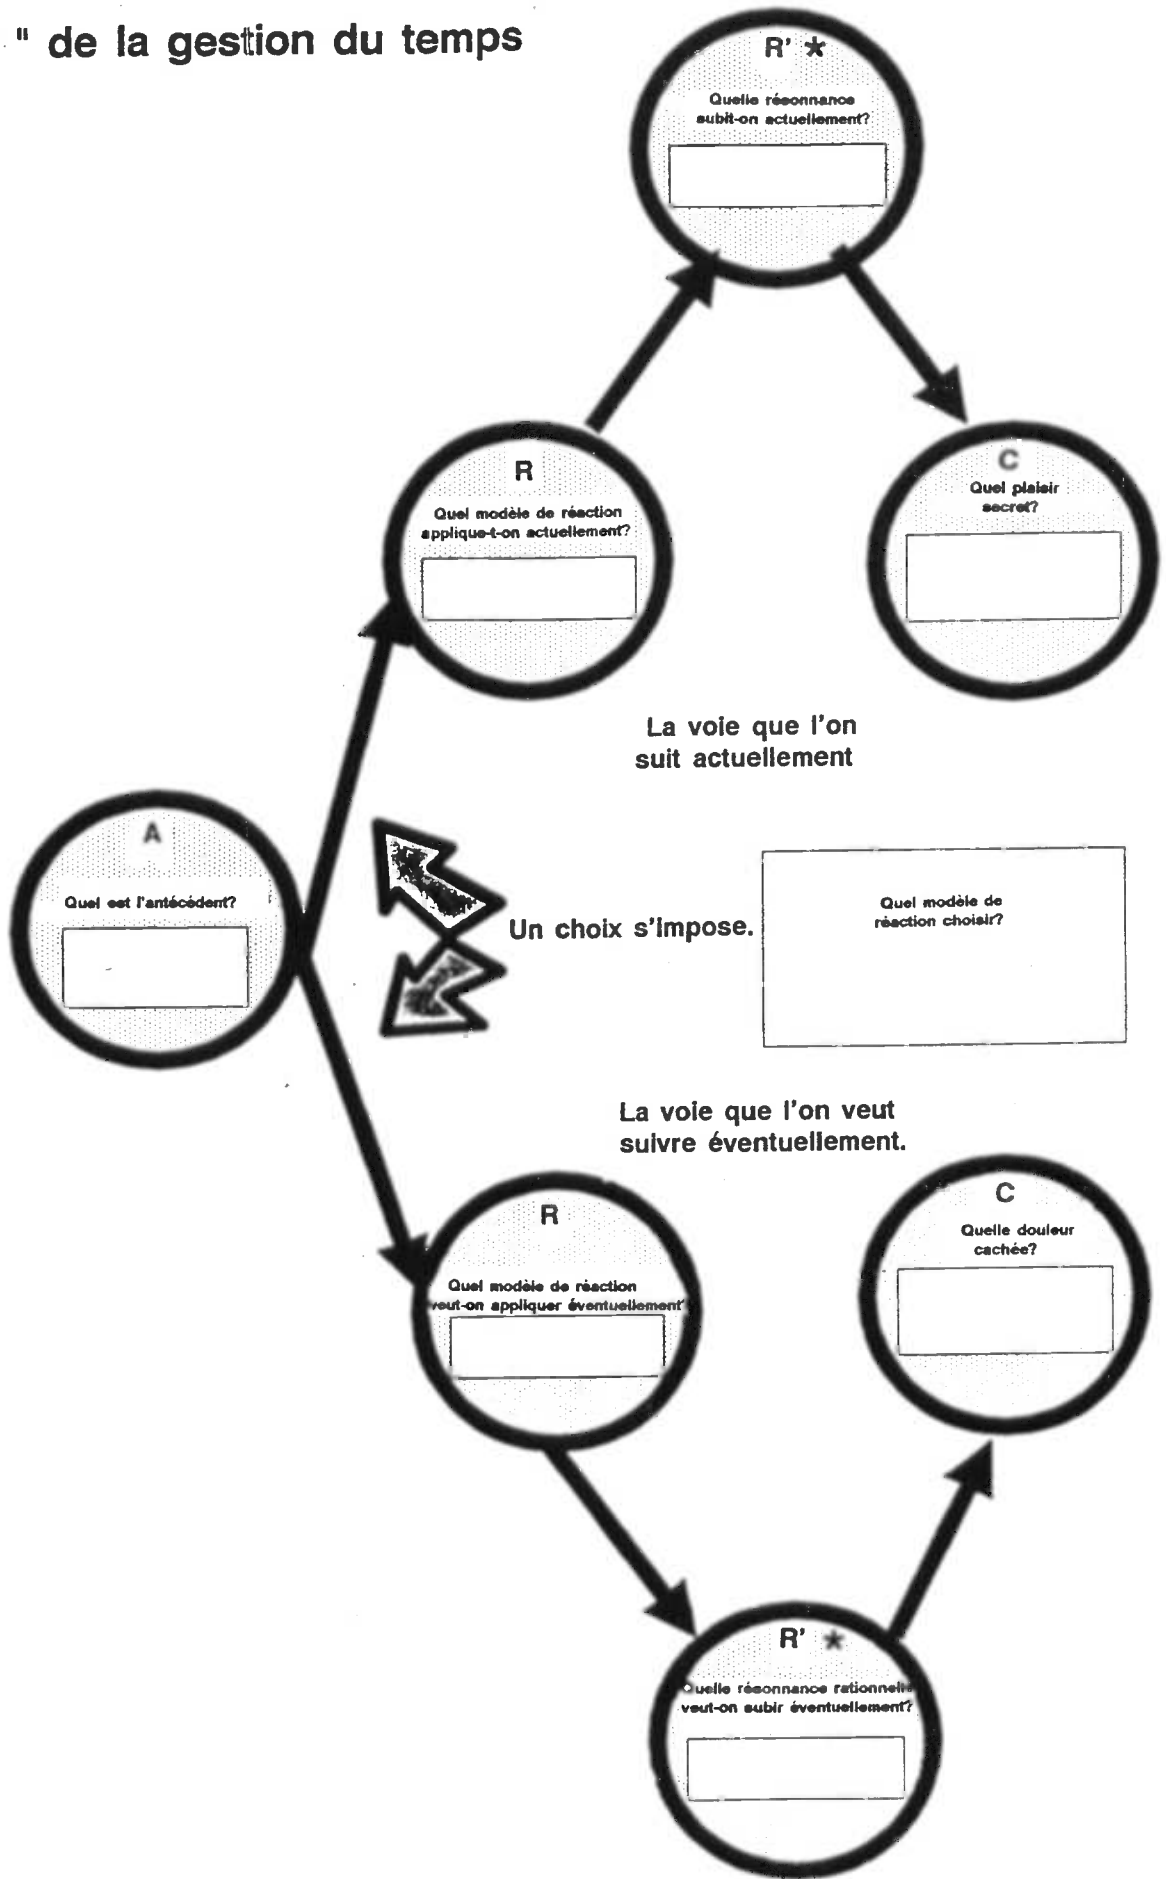 " de la gestion du temps
R' *
Quelle résonnance
subit-on actuellement?
R
Quel modèle de réaction
applique-t-on actuellement?
C
Quel plaisir
secret?
La voie que l'on
suit actuellement
A
Quel est l'antécédent?
Un choix s'impose.
Quel modèle de
réaction choisir?
La voie que l'on veut
suivre éventuellement.
R
Quel modèle de réaction
veut-on appliquer éventuellement?
C
Quelle douleur
cachée?
R' *
Quelle résonnance rationnelle
veut-on subir éventuellement?